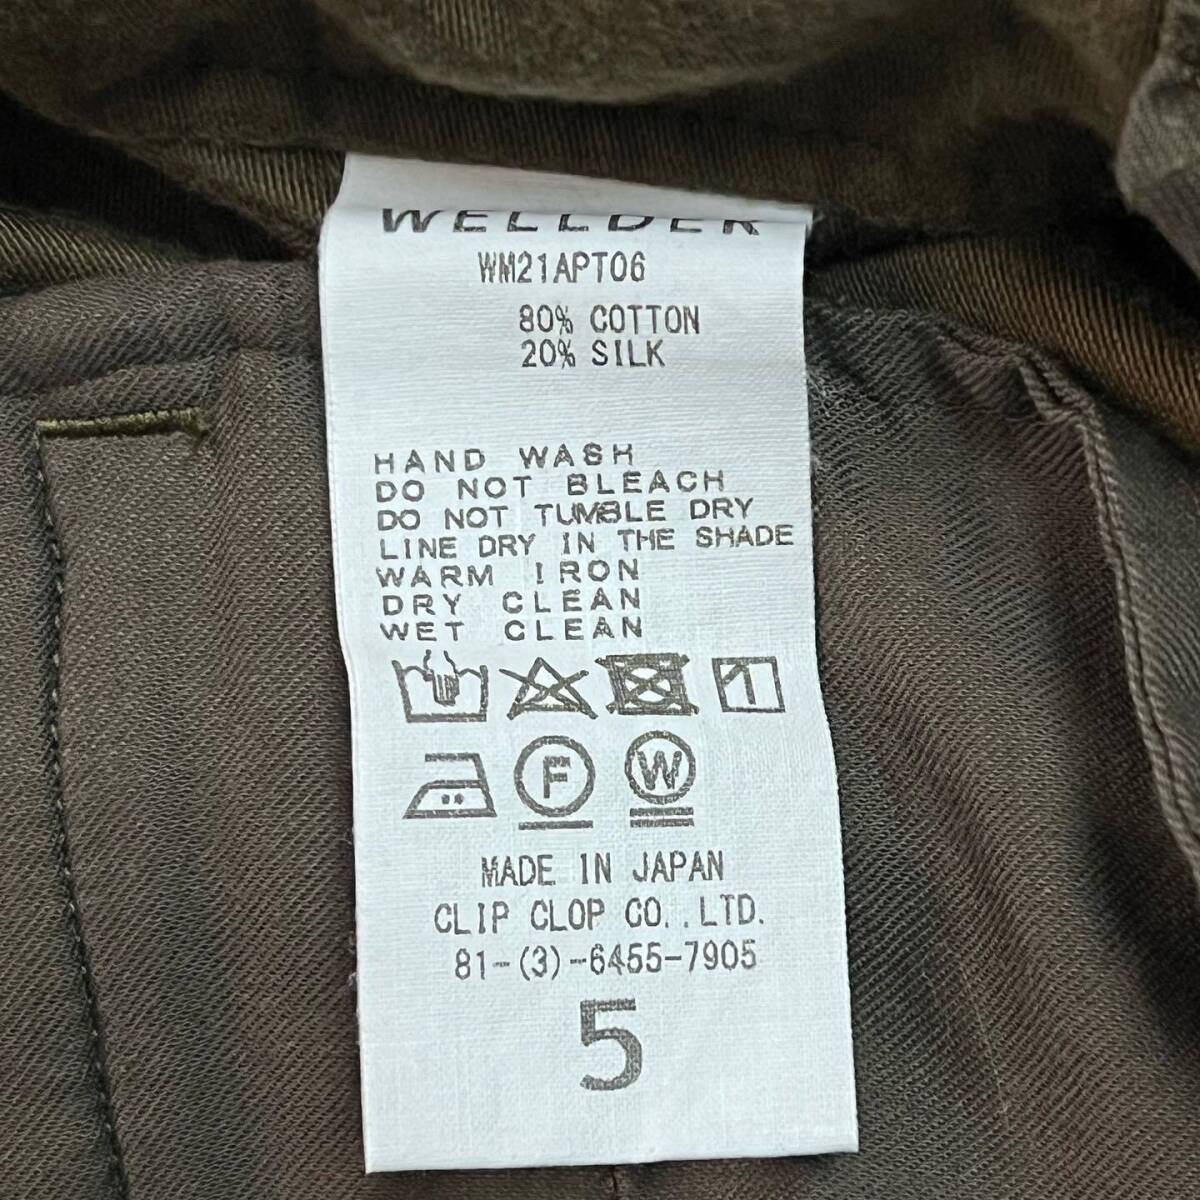 WELLDER
WM21APT06
80% COTTON
20% SILK
HAND WASH
DO NOT BLEACH
DO NOT TUMBLE DRY
LINE DRY IN THE SHADE
WARM IRON
DRY CLEAN
WET CLEAN
F W
MADE IN JAPAN
CLIP CLOP CO.,LTD.
81-(3)-6455-7905
5